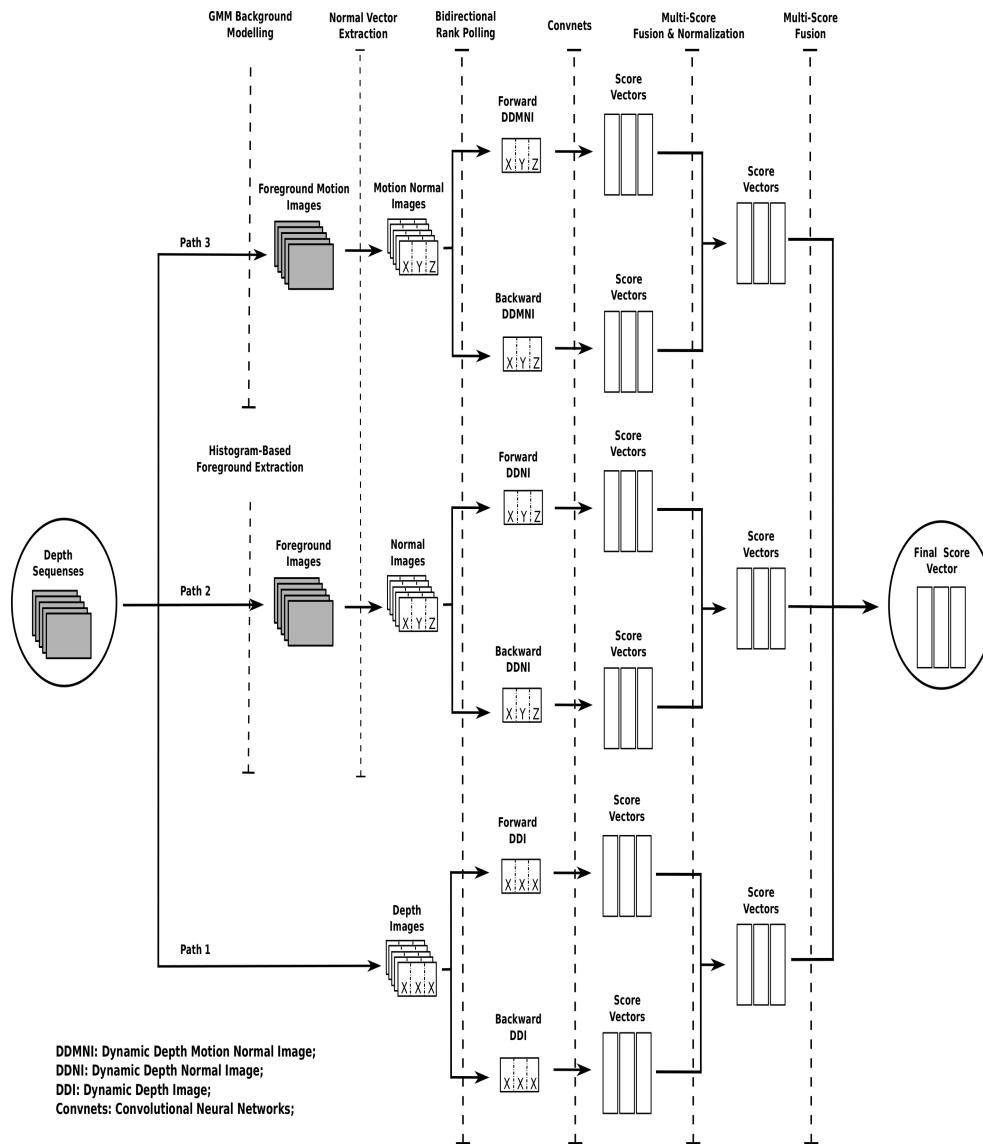 GMM Background
Modelling
Normal Vector
Extraction
Bidirectional
Rank Polling
Convnets
Multi-Score
Fusion & Normalization
Multi-Score
Fusion
Score
Vectors
Forward
DDMNI
X Y Z
Foreground Motion
Images
Motion Normal
Images
X Y Z
Score
Vectors
Path 3
Backward
DDMNI
X Y Z
Score
Vectors
Histogram-Based
Foreground Extraction
Forward
DDNI
X Y Z
Score
Vectors
Depth
Sequenses
Foreground
Images
Normal
Images
X Y Z
Score
Vectors
Final Score
Vector
Path 2
Backward
DDNI
X Y Z
Score
Vectors
Forward
DDI
X X X
Score
Vectors
Depth
Images
X X X
Score
Vectors
Path 1
Backward
DDI
X X X
Score
Vectors
DDMNI: Dynamic Depth Motion Normal Image;
DDNI: Dynamic Depth Normal Image;
DDI: Dynamic Depth Image;
Convnets: Convolutional Neural Networks;